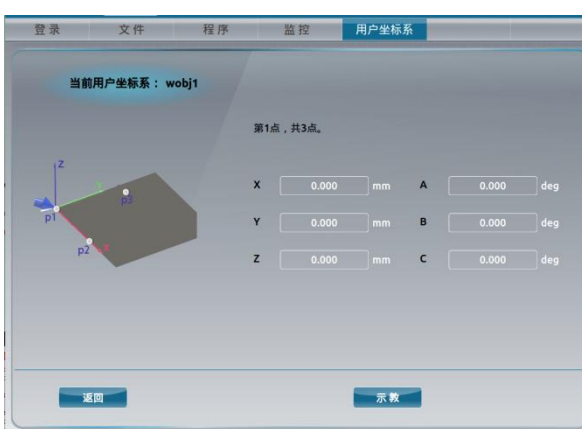 登录 文件 程序 监控 用户坐标系
当前用户坐标系： wobj1
第1点，共3点。
Z
Y
p3
p1
p2 X
X 0.000 mm A 0.000 deg
Y 0.000 mm B 0.000 deg
Z 0.000 mm C 0.000 deg
返回 示教